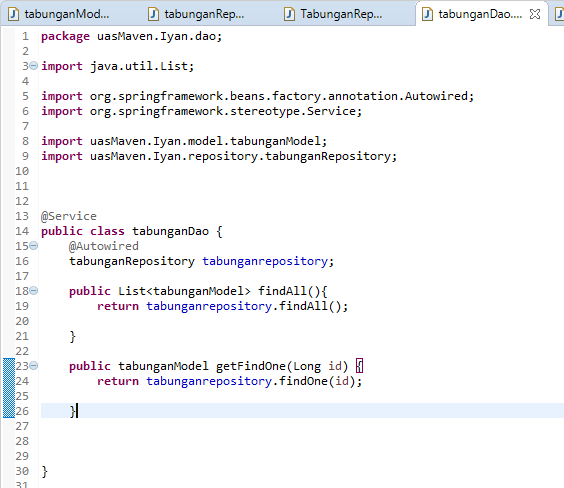 tabunganMod... tabunganRep... TabunganRep... tabunganDao....
1 package uasMaven.Iyan.dao;
2
3 import java.util.List;
4
5 import org.springframework.beans.factory.annotation.Autowired;
6 import org.springframework.stereotype.Service;
7
8 import uasMaven.Iyan.model.tabunganModel;
9 import uasMaven.Iyan.repository.tabunganRepository;
10
11
12
13 @Service
14 public class tabunganDao {
15 @Autowired
16 tabunganRepository tabunganrepository;
17
18 public List<tabunganModel> findAll(){
19 return tabunganrepository.findAll();
20
21 }
22
23 public tabunganModel getFindOne(Long id) {
24 return tabunganrepository.findOne(id);
25
26 }
27
28
29
30 }
31